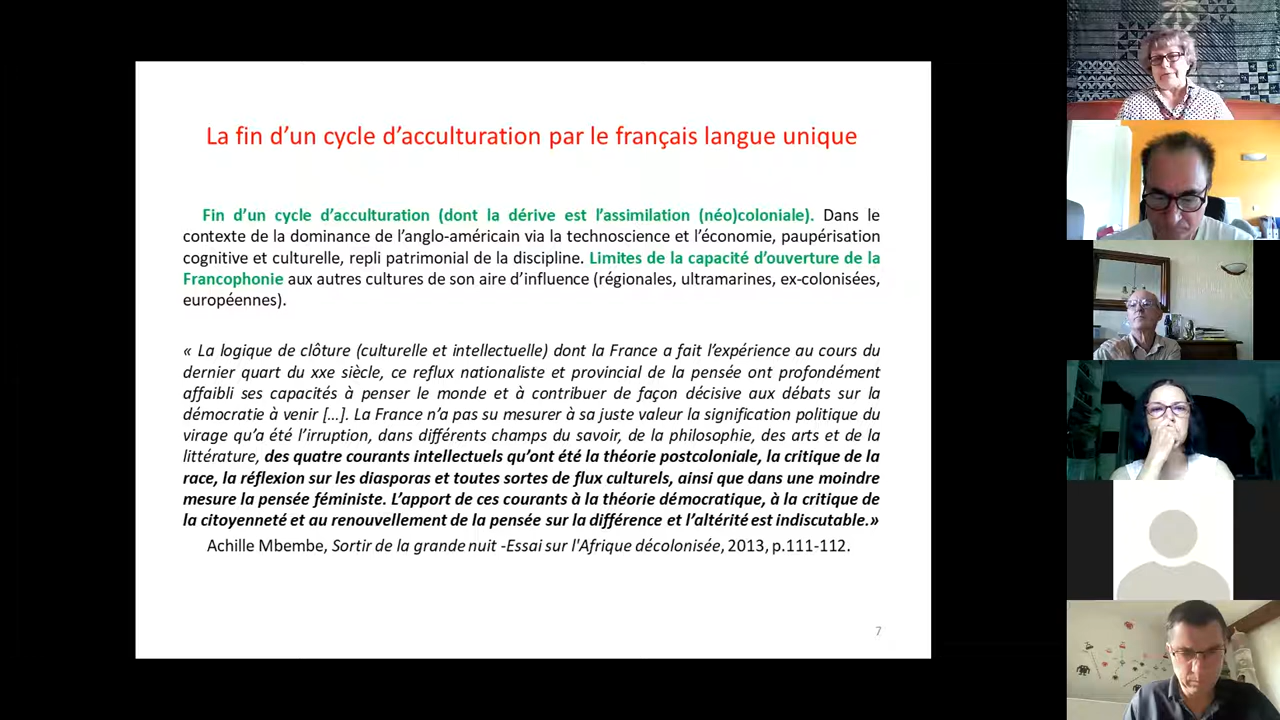 La fin d’un cycle d’acculturation par le français langue unique
Fin d’un cycle d’acculturation (dont la dérive est l’assimilation (néo)coloniale). Dans le
contexte de la dominance de l’anglo-américain via la technoscience et l’économie, paupérisation
cognitive et culturelle, repli patrimonial de la discipline. Limites de la capacité d’ouverture de la
Francophonie aux autres cultures de son aire d’influence (régionales, ultramarines, ex-colonisées,
européennes).
« La logique de clôture (culturelle et intellectuelle) dont la France a fait l’expérience au cours du
dernier quart du xxe siècle, ce reflux nationaliste et provincial de la pensée ont profondément
affaibli ses capacités à penser le monde et à contribuer de façon décisive aux débats sur la
démocratie à venir […]. La France n’a pas su mesurer à sa juste valeur la signification politique du
virage qu’a été l’irruption, dans différents champs du savoir, de la philosophie, des arts et de la
littérature, des quatre courants intellectuels qu’ont été la théorie postcoloniale, la critique de la
race, la réflexion sur les diasporas et toutes sortes de flux culturels, ainsi que dans une moindre
mesure la pensée féministe. L’apport de ces courants à la théorie démocratique, à la critique de
la citoyenneté et au renouvellement de la pensée sur la différence et l’altérité est indiscutable.»
Achille Mbembe, Sortir de la grande nuit -Essai sur l'Afrique décolonisée, 2013, p.111-112.
7